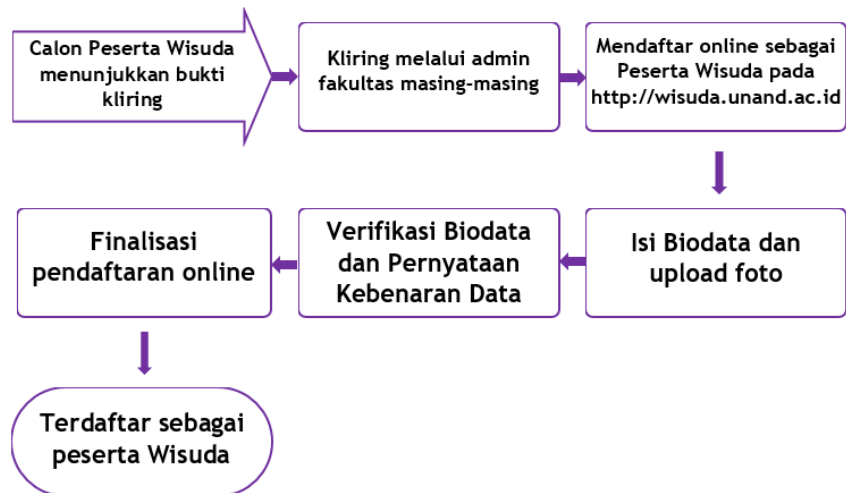 Calon Peserta Wisuda
menunjukkan bukti
kliring
Kliring melalui admin
fakultas masing-masing
Mendaftar online sebagai
Peserta Wisuda pada
http://wisuda.unand.ac.id
Isi Biodata dan
upload foto
Verifikasi Biodata
dan Pernyataan
Kebenaran Data
Finalisasi
pendaftaran online
Terdaftar sebagai
peserta Wisuda